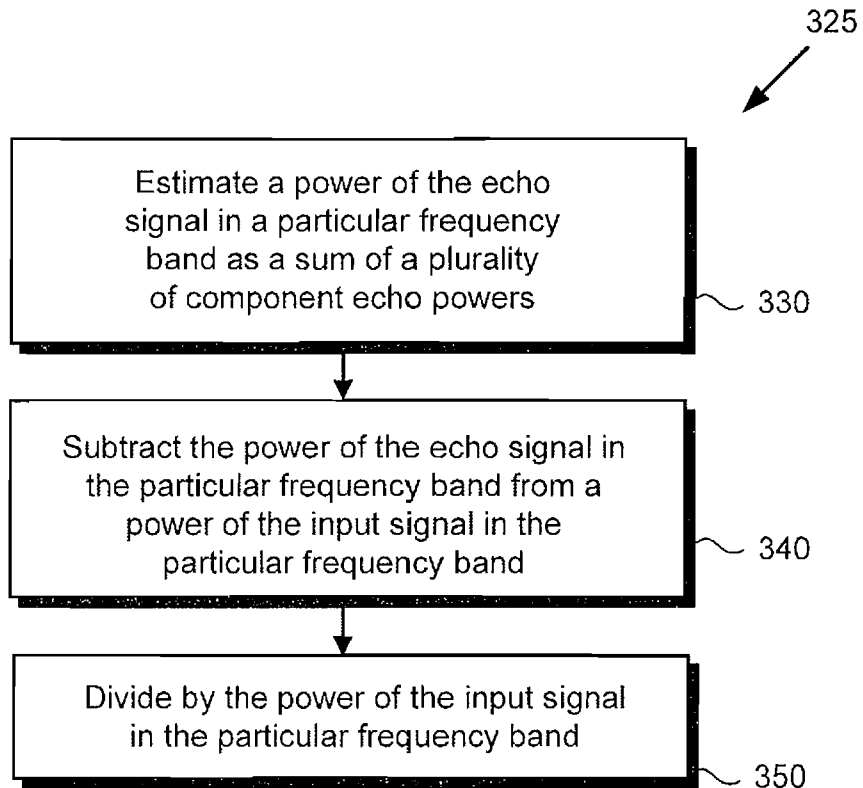 325
Estimate a power of the echo
signal in a particular frequency
band as a sum of a plurality
of component echo powers
330
Subtract the power of the echo signal in
the particular frequency band from a
power of the input signal in the
particular frequency band
340
Divide by the power of the input signal
in the particular frequency band
350